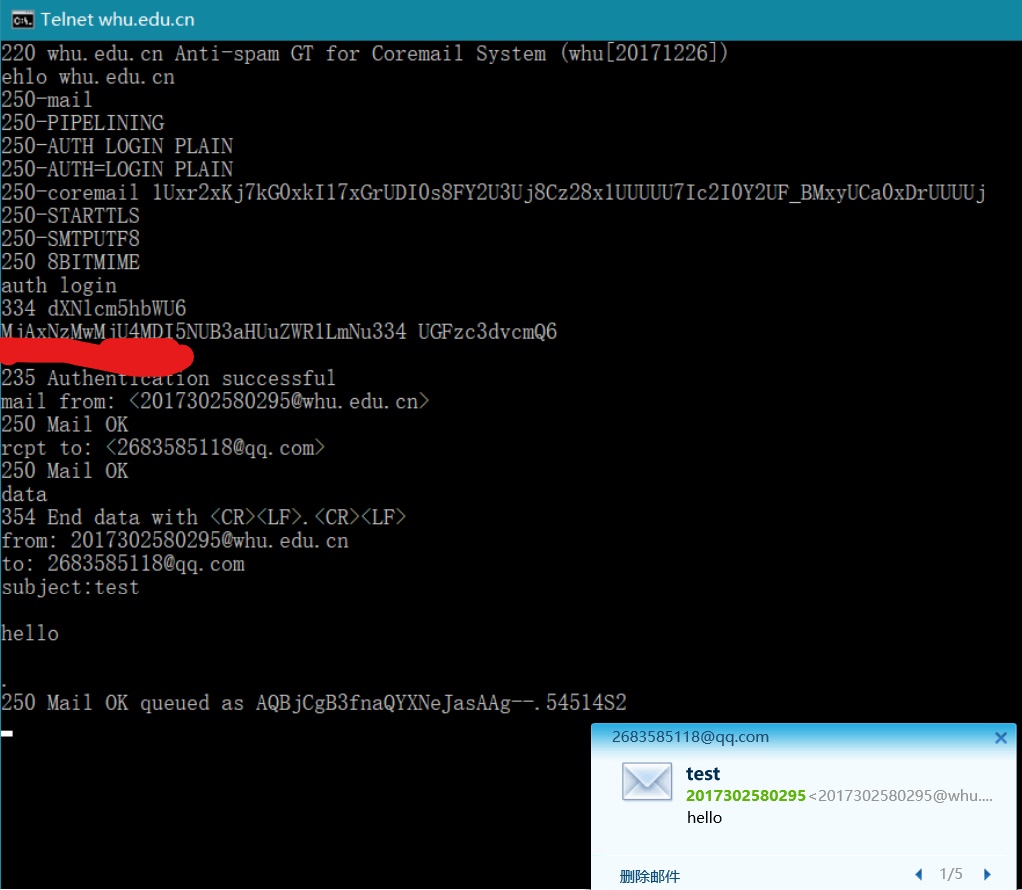 Telnet whu.edu.cn
220 whu.edu.cn Anti-spam GT for Coremail System (whu[20171226])
ehlo whu.edu.cn
250-mail
250-PIPELINING
250-AUTH LOGIN PLAIN
250-AUTH=LOGIN PLAIN
250-coremail 1Uxr2xKj7kG0xkI17xGrUDI0s8FY2U3Uj8Cz28x1UUUUU7Ic2I0Y2UF_BMxyUCa0xDrUUUUj
250-STARTTLS
250-SMTPUTF8
250 8BITMIME
auth login
334 dXNlcm5hbWU6
MjAxNzMwMjU4MDI5NUB3aHUuZWR1LmNu334 UGFzc3dvcmQ6
235 Authentication successful
mail from: <2017302580295@whu.edu.cn>
250 Mail OK
rcpt to: <2683585118@qq.com>
250 Mail OK
data
354 End data with <CR><LF>.<CR><LF>
from: 2017302580295@whu.edu.cn
to: 2683585118@qq.com
subject:test
hello
.
250 Mail OK queued as AQBjCgB3fnaQYXNeJasAAg--.54514S2
2683585118@qq.com
test
2017302580295<2017302580295@whu....
hello
删除邮件 1/5